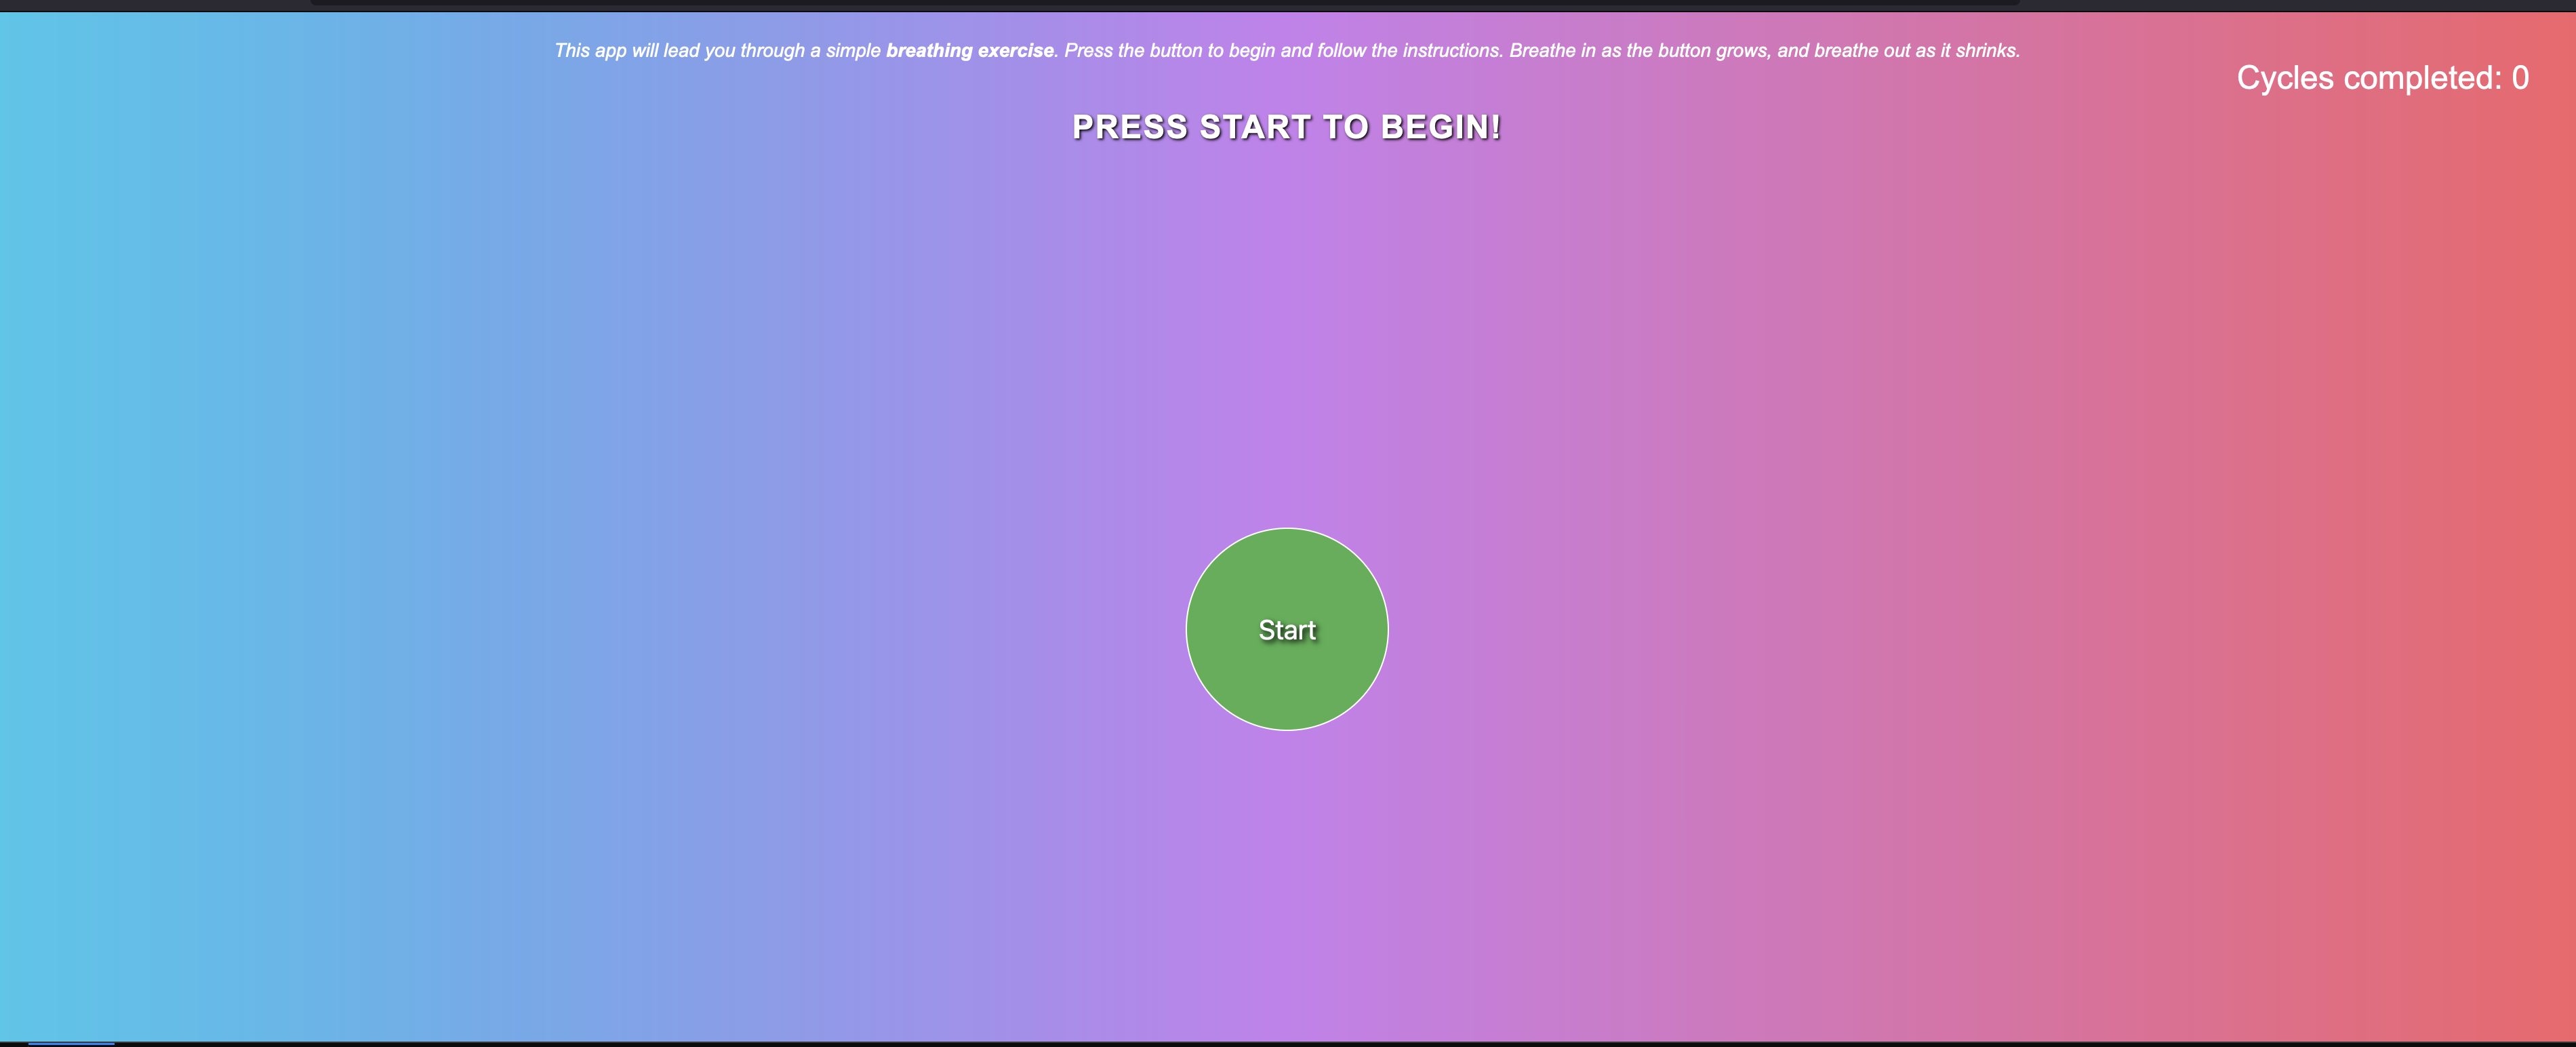 This app will lead you through a simple breathing exercise. Press the button to begin and follow the instructions. Breathe in as the button grows, and breathe out as it shrinks.
Cycles completed: 0
PRESS START TO BEGIN!
Start